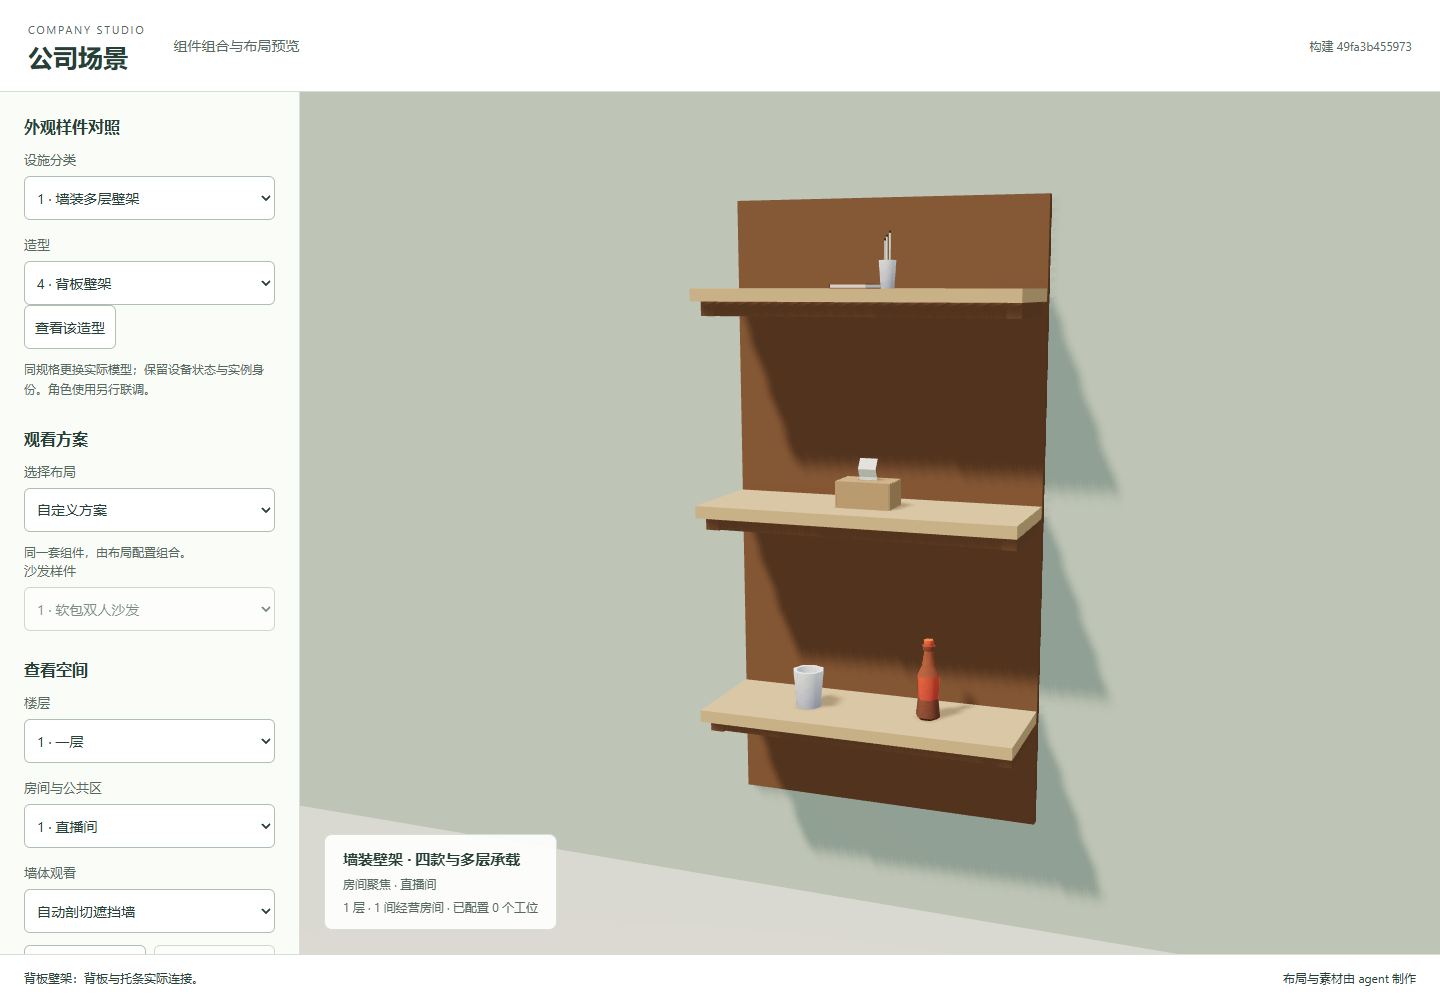 COMPANY STUDIO
公司场景
组件组合与布局预览
构建 49fa3b455973
外观样件对照
设施分类
1 · 墙装多层壁架
造型
4 · 背板壁架
查看该造型
同规格更换实际模型；保留设备状态与实例身
份。角色使用另行联调。
观看方案
选择布局
自定义方案
同一套组件，由布局配置组合。
沙发样件
1 · 软包双人沙发
查看空间
楼层
1 · 一层
房间与公共区
1 · 直播间
墙体观看
自动剖切遮挡墙
墙装壁架 · 四款与多层承载
房间聚焦 · 直播间
1 层 · 1 间经营房间 · 已配置 0 个工位
背板壁架：背板与托条实际连接。
布局与素材由 agent 制作